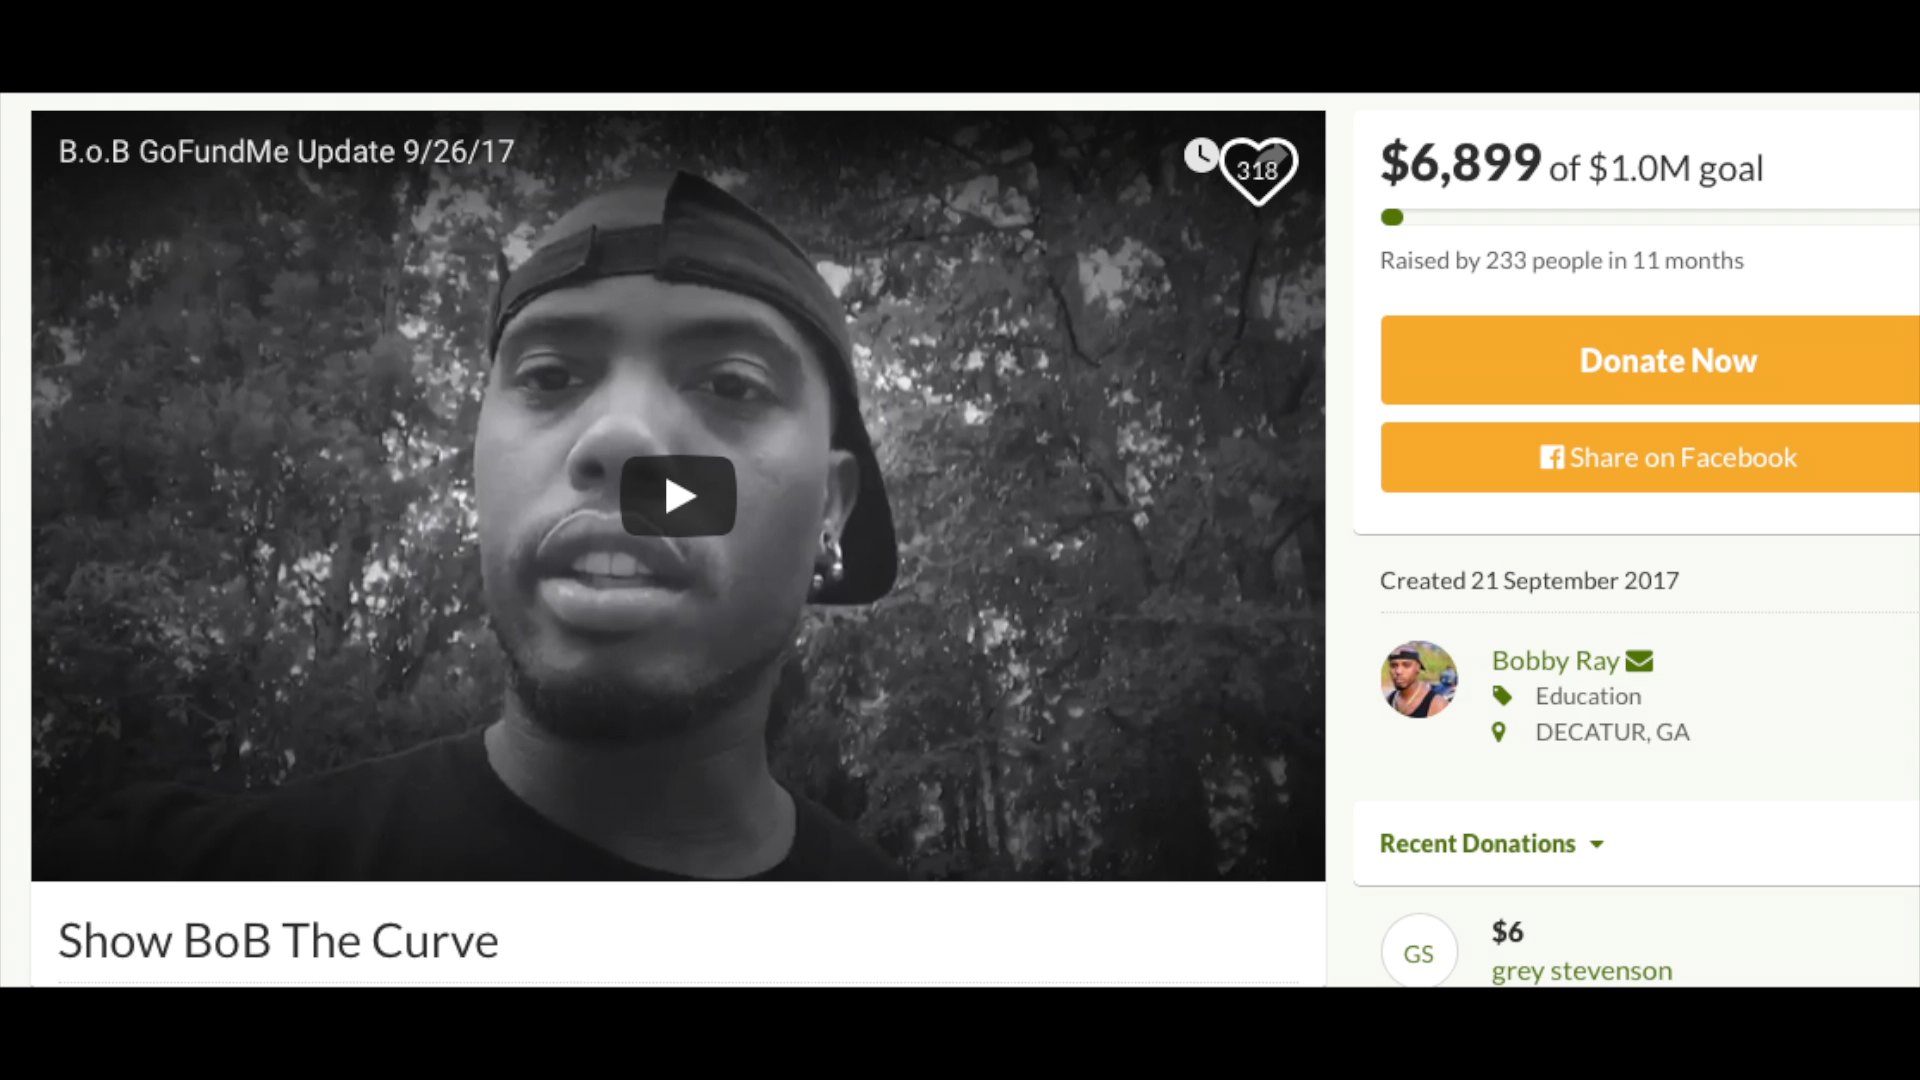 B.o.B GoFundMe Update 9/26/17
318
Show BoB The Curve
$6,899 of $1.0M goal
Raised by 233 people in 11 months
Donate Now
Share on Facebook
Created 21 September 2017
Bobby Ray
Education
DECATUR, GA
Recent Donations
GS
$6
grey stevenson